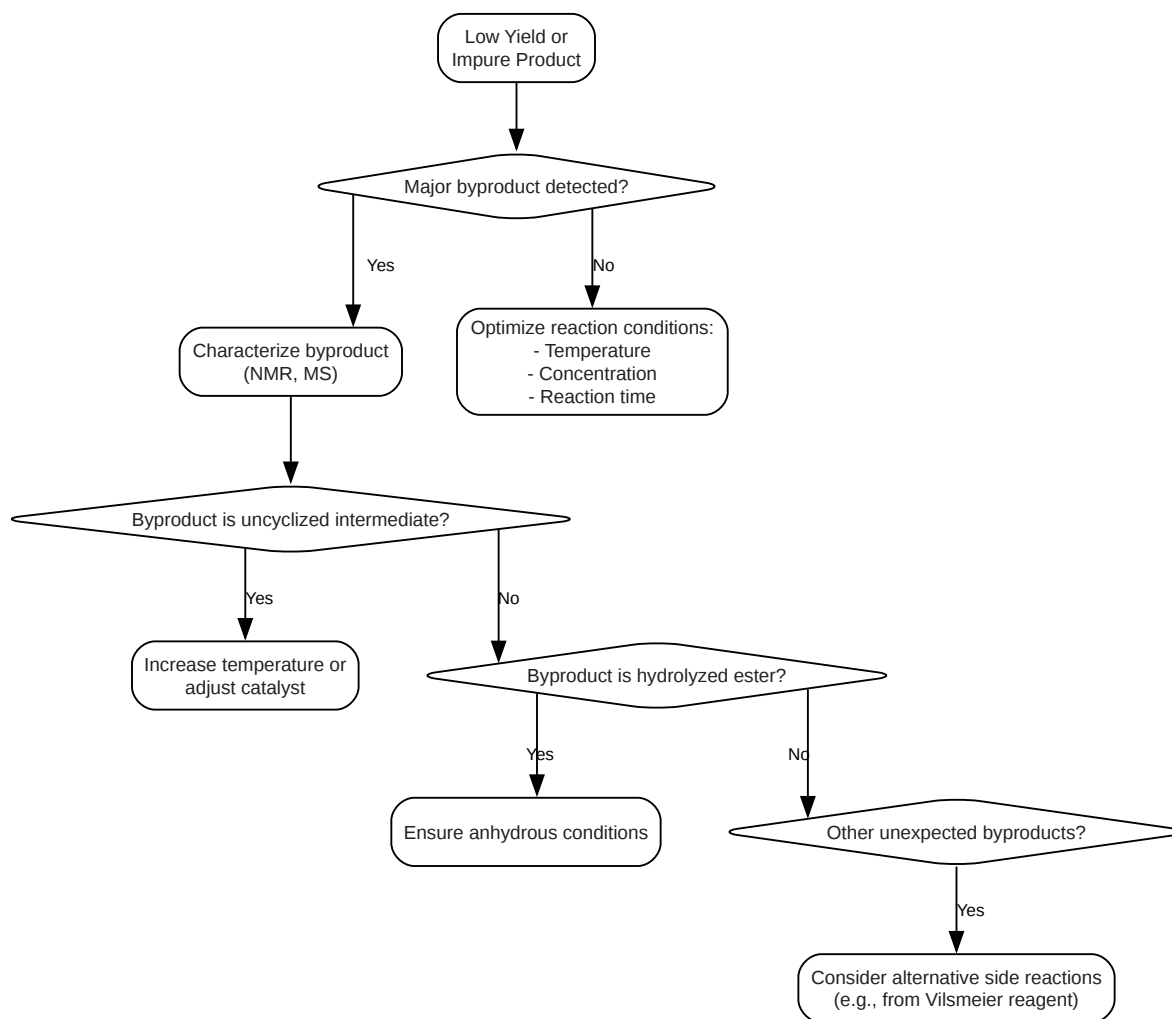 Low Yield or
Impure Product
Major byproduct detected?
Yes
No
Characterize byproduct
(NMR, MS)
Optimize reaction conditions:
- Temperature
- Concentration
- Reaction time
Byproduct is uncyclized intermediate?
Yes
No
Increase temperature or
adjust catalyst
Byproduct is hydrolyzed ester?
Yes
No
Ensure anhydrous conditions
Other unexpected byproducts?
Yes
Consider alternative side reactions
(e.g., from Vilsmeier reagent)